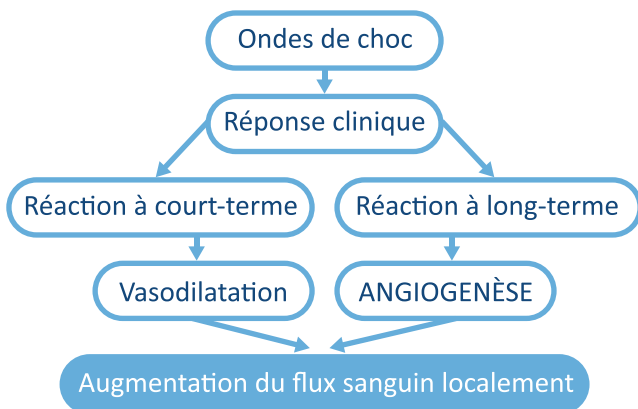 Ondes de choc
Réponse clinique
Réaction à court-terme
Réaction à long-terme
Vasodilatation
ANGIOGENÈSE
Augmentation du flux sanguin localement